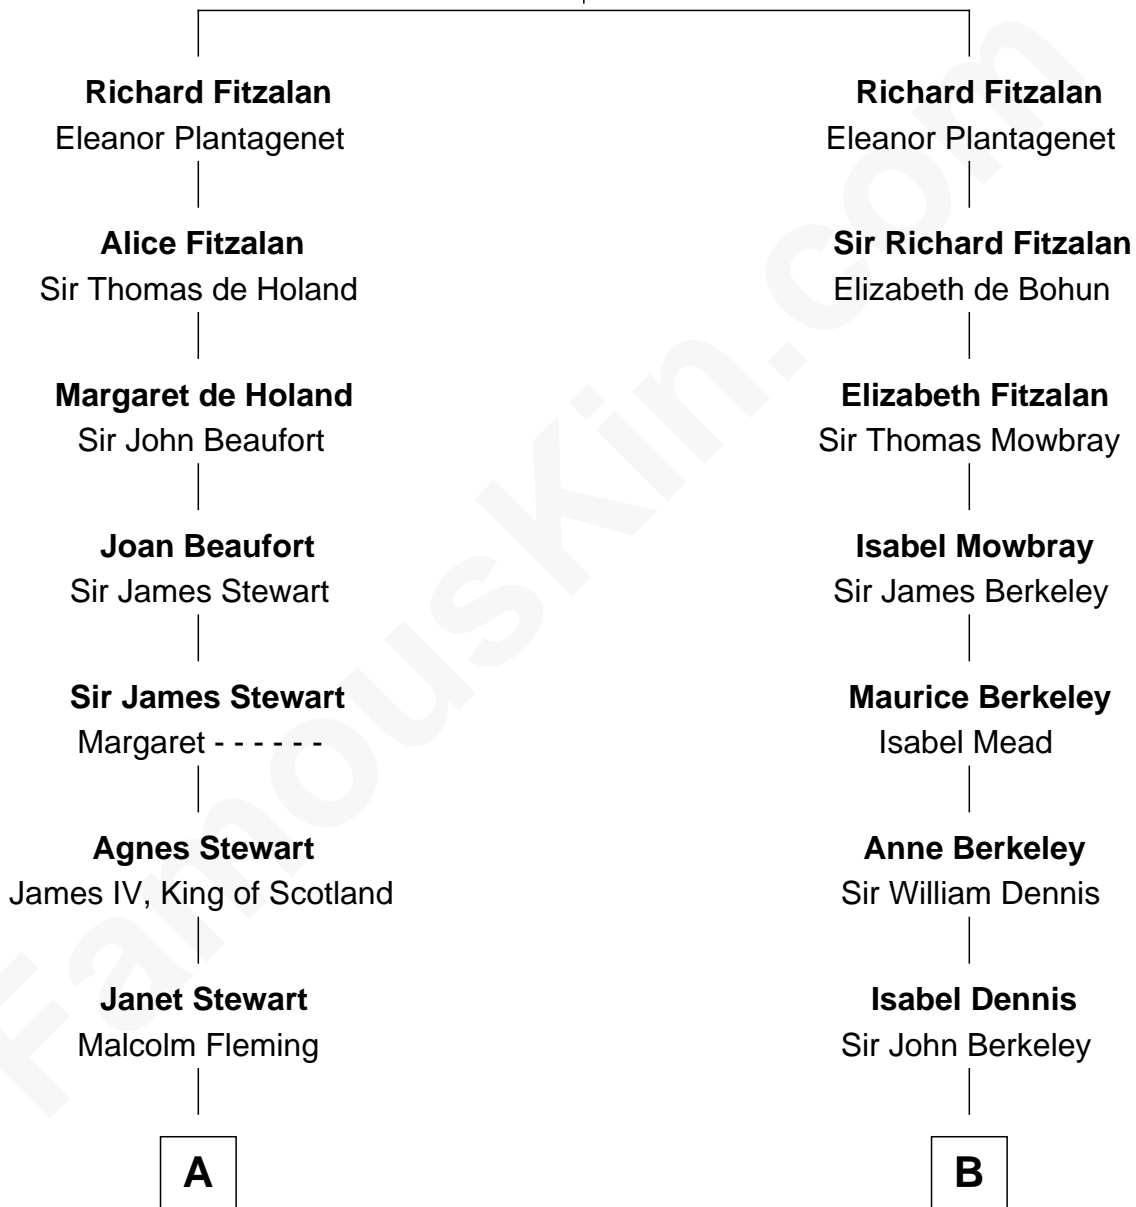 Richard Fitzalan
Eleanor Plantagenet
Alice Fitzalan
Sir Thomas de Holand
Margaret de Holand
Sir John Beaufort
Joan Beaufort
Sir James Stewart
Sir James Stewart
Margaret - - - - - -
Agnes Stewart
James IV, King of Scotland
Janet Stewart
Malcolm Fleming
A
Richard Fitzalan
Eleanor Plantagenet
Sir Richard Fitzalan
Elizabeth de Bohun
Elizabeth Fitzalan
Sir Thomas Mowbray
Isabel Mowbray
Sir James Berkeley
Maurice Berkeley
Isabel Mead
Anne Berkeley
Sir William Dennis
Isabel Dennis
Sir John Berkeley
B
FamousKin.com